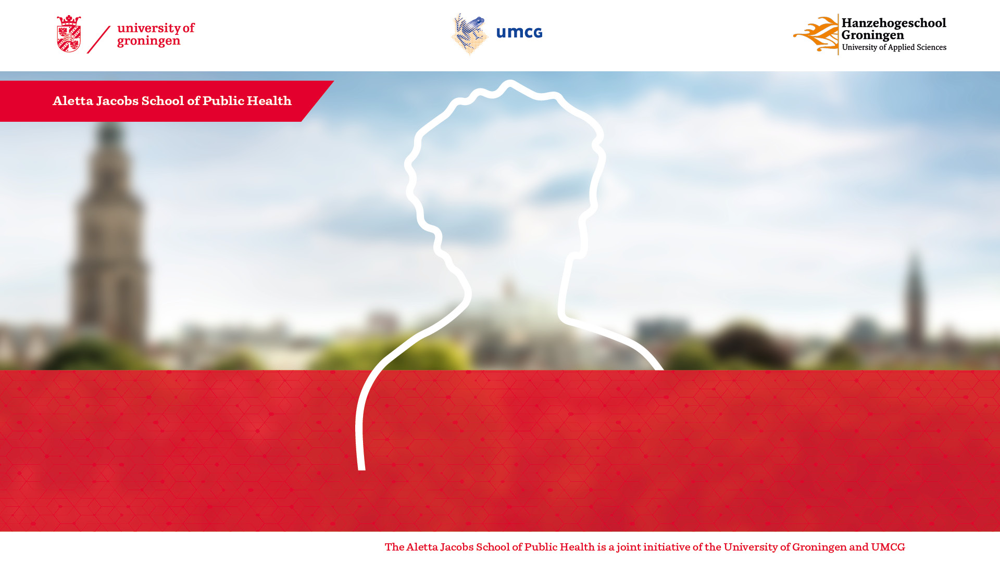 university of
groningen
umcg
Hanzehogeschool
Groningen
University of Applied Sciences
Aletta Jacobs School of Public Health
The Aletta Jacobs School of Public Health is a joint initiative of the University of Groningen and UMCG